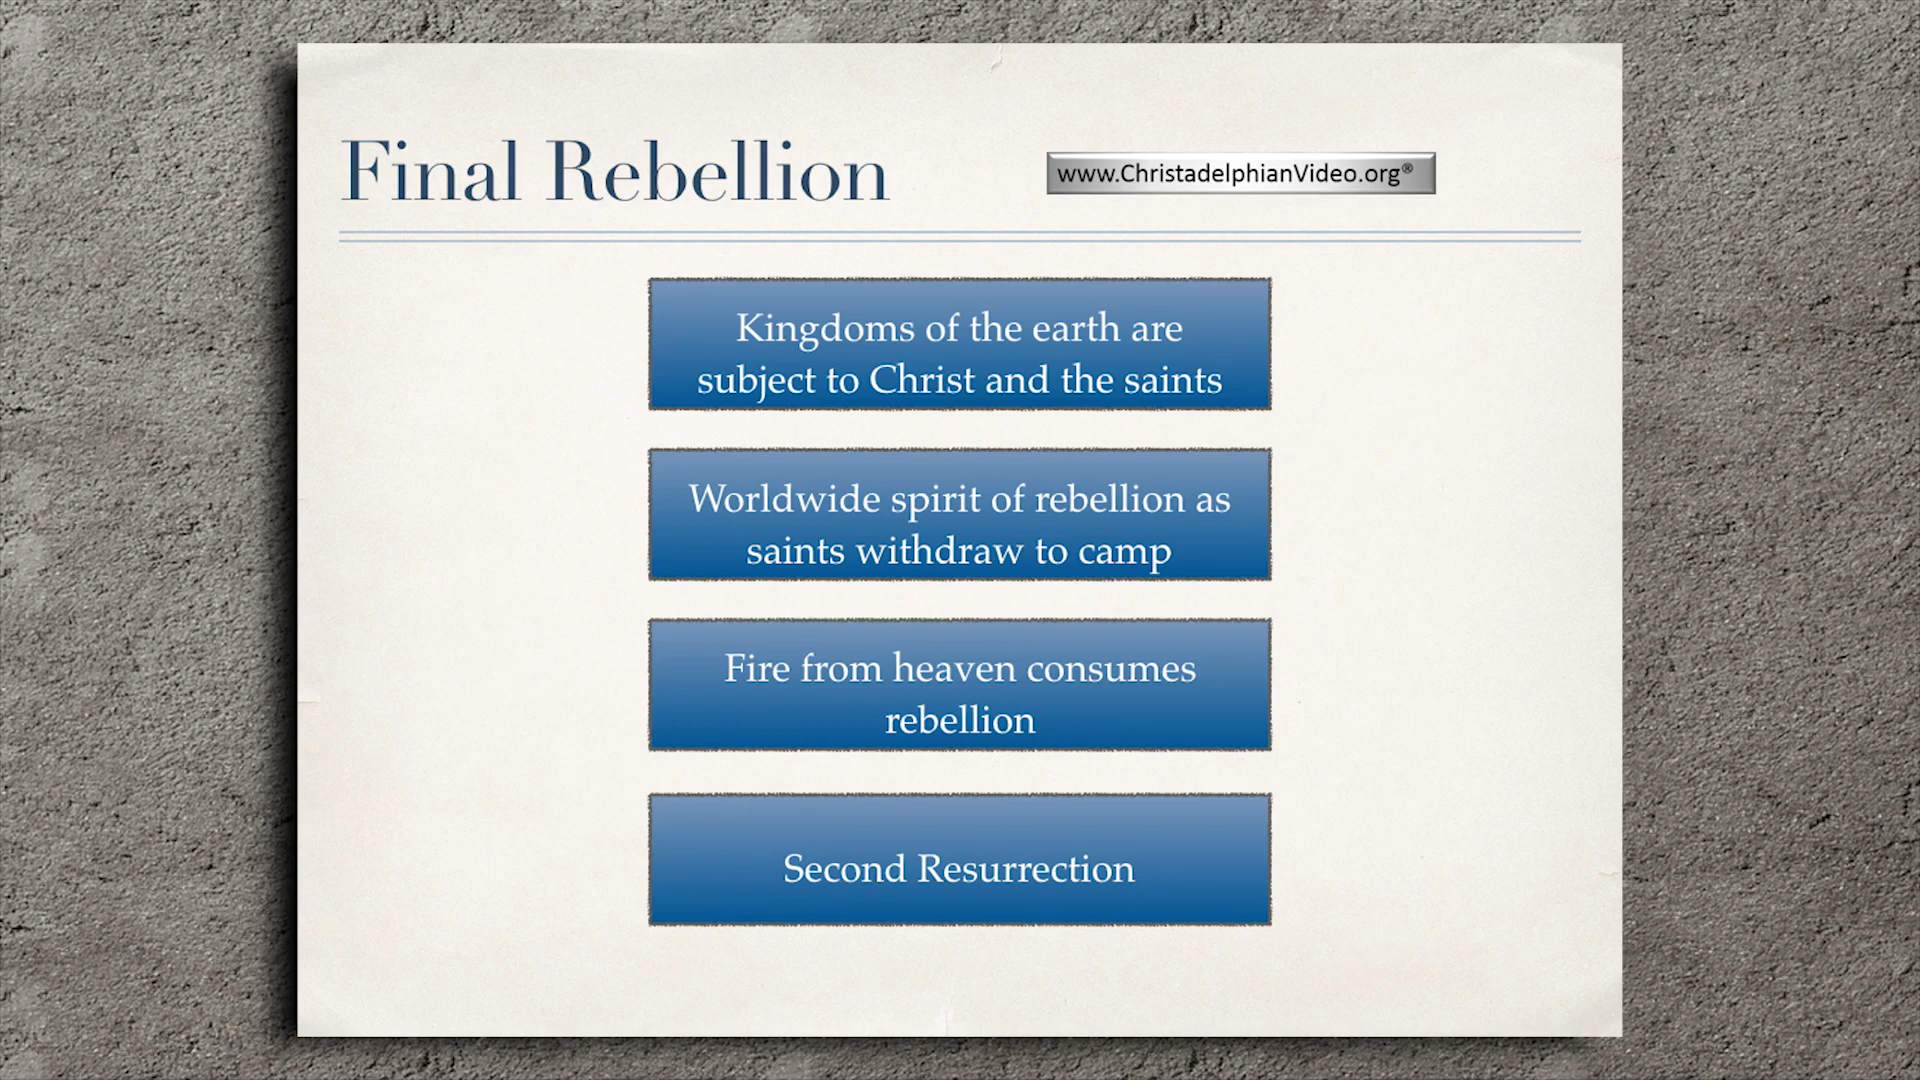 Final Rebellion
www.ChristadelphianVideo.org®
Kingdoms of the earth are
subject to Christ and the saints
Worldwide spirit of rebellion as
saints withdraw to camp
Fire from heaven consumes
rebellion
Second Resurrection